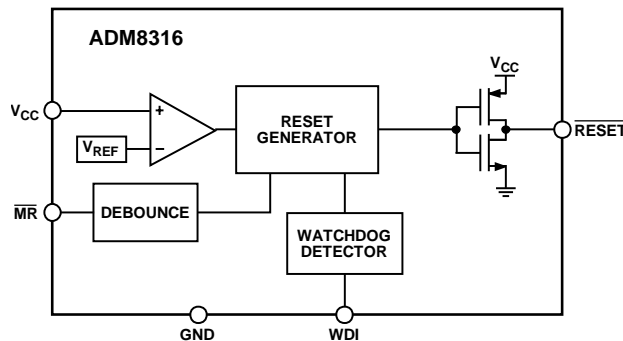 ADM8316
VCC
VCC
+
RESET
GENERATOR
RESET
VREF
−
MR
DEBOUNCE
WATCHDOG
DETECTOR
GND
WDI